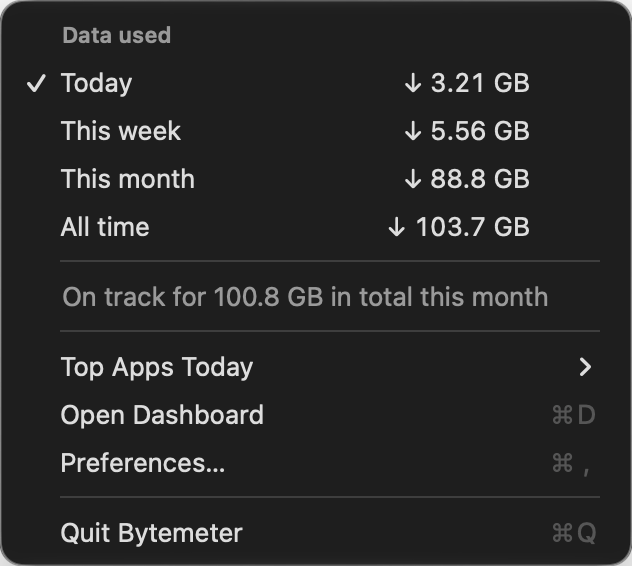 Data used
✓ Today ↓ 3.21 GB
This week ↓ 5.56 GB
This month ↓ 88.8 GB
All time ↓ 103.7 GB
On track for 100.8 GB in total this month
Top Apps Today >
Open Dashboard ⌘D
Preferences... ⌘ ,
Quit Bytemeter ⌘Q